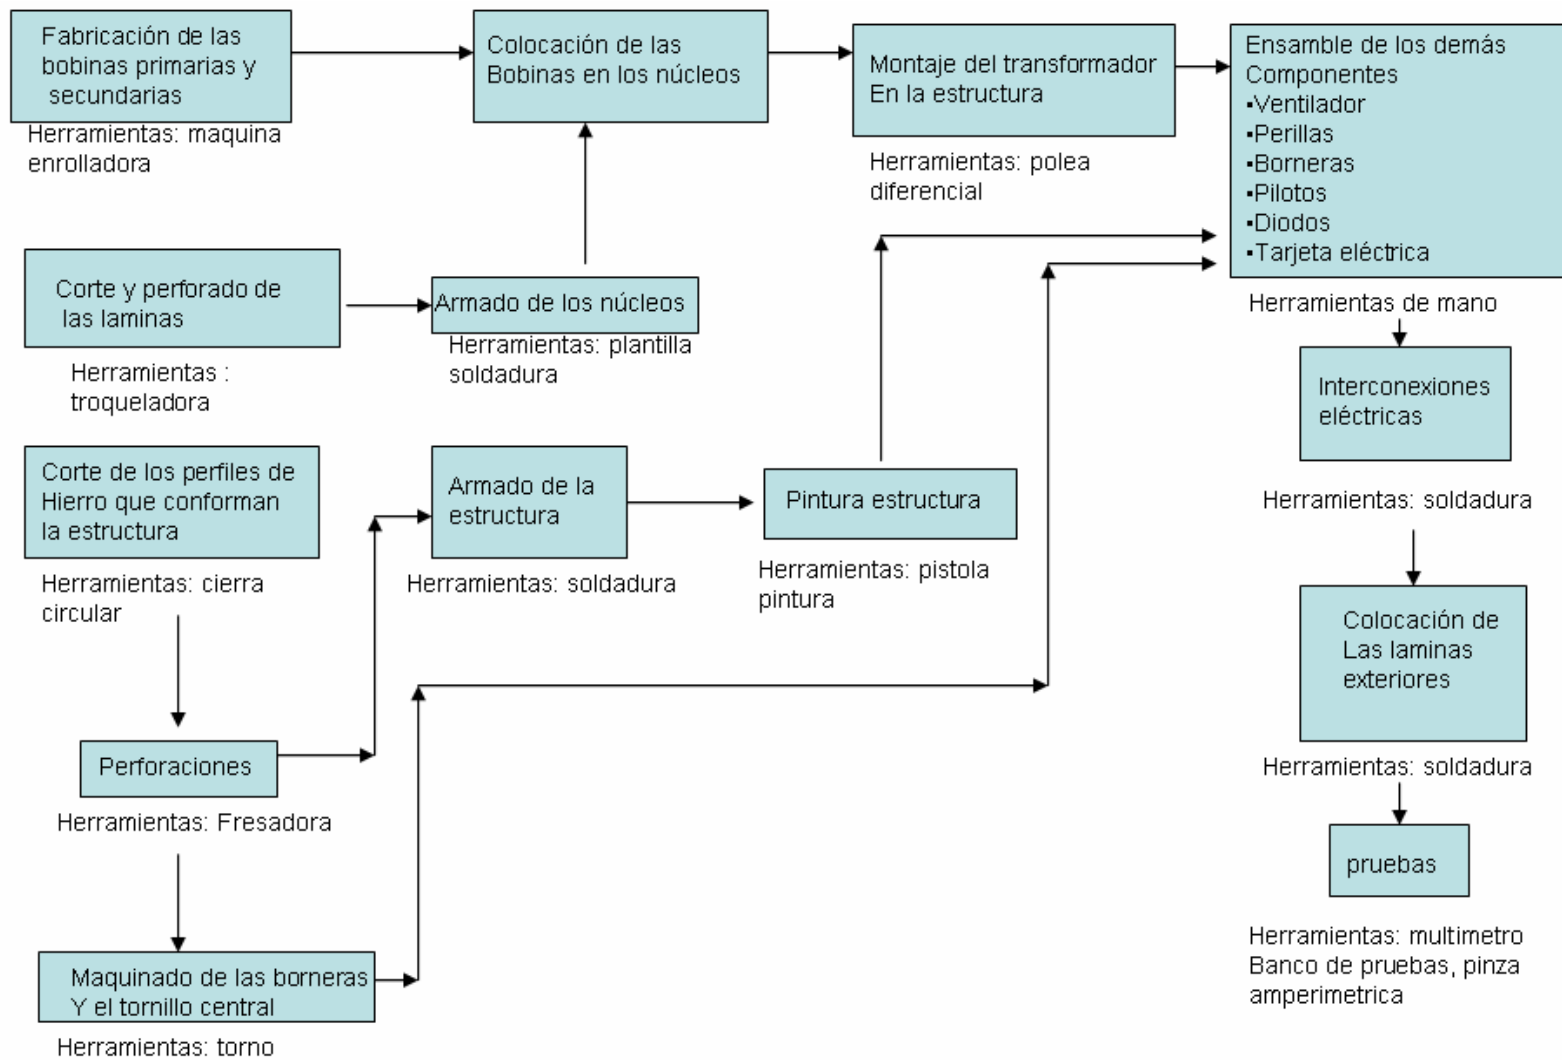 Fabricación de las
bobinas primarias y
secundarias
Herramientas: maquina
enrolladora
Colocación de las
Bobinas en los núcleos
Montaje del transformador
En la estructura
Herramientas: polea
diferencial
Ensamble de los demás
Componentes
▪Ventilador
▪Perillas
▪Borneras
▪Pilotos
▪Diodos
▪Tarjeta eléctrica
Herramientas de mano
Corte y perforado de
las laminas
Herramientas :
troqueladora
Armado de los núcleos
Herramientas: plantilla
soldadura
Interconexiones
eléctricas
Herramientas: soldadura
Corte de los perfiles de
Hierro que conforman
la estructura
Herramientas: cierra
circular
Armado de la
estructura
Herramientas: soldadura
Pintura estructura
Herramientas: pistola
pintura
Colocación de
Las laminas
exteriores
Herramientas: soldadura
Perforaciones
Herramientas: Fresadora
pruebas
Herramientas: multimetro
Banco de pruebas, pinza
amperimetrica
Maquinado de las borneras
Y el tornillo central
Herramientas: torno